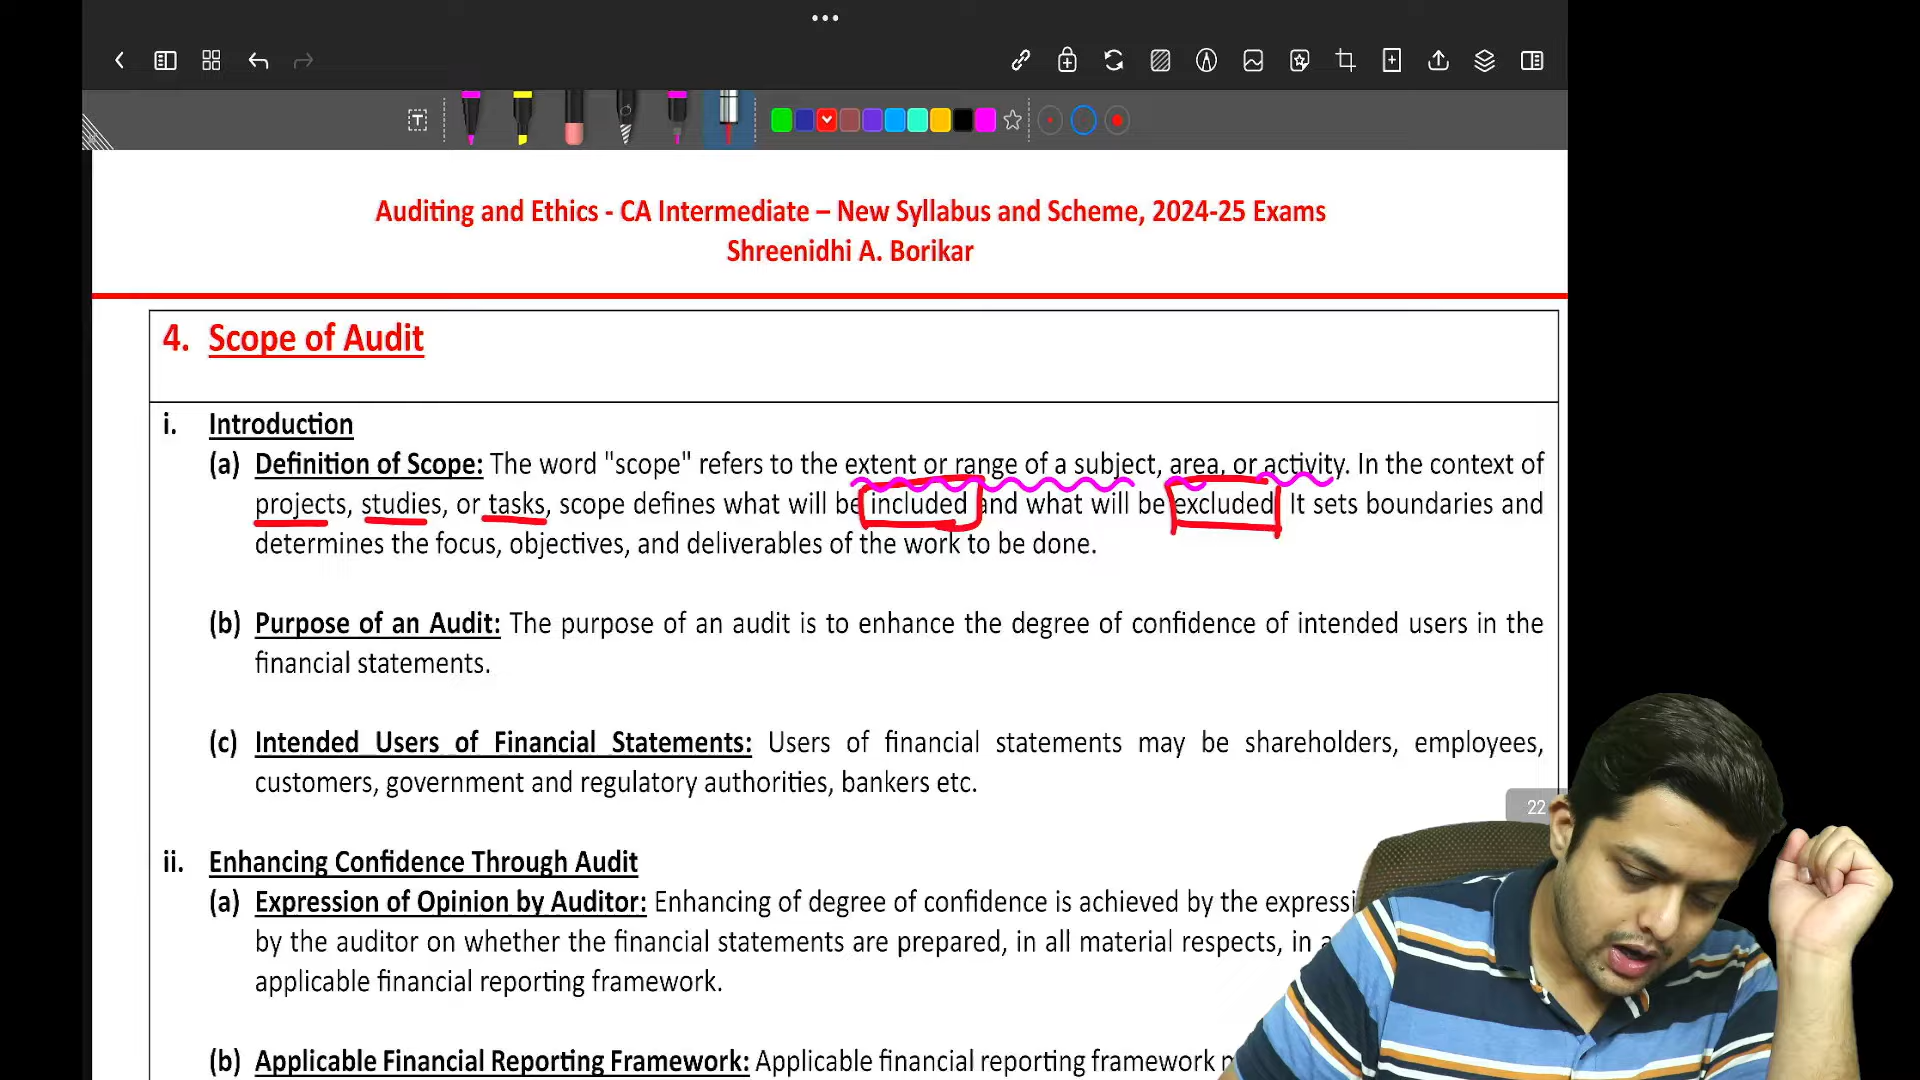 Auditing and Ethics - CA Intermediate – New Syllabus and Scheme, 2024-25 Exams
Shreenidhi A. Borikar
4. Scope of Audit
i. Introduction
(a) Definition of Scope: The word "scope" refers to the extent or range of a subject, area, or activity. In the context of
projects, studies, or tasks, scope defines what will be included and what will be excluded. It sets boundaries and
determines the focus, objectives, and deliverables of the work to be done.
(b) Purpose of an Audit: The purpose of an audit is to enhance the degree of confidence of intended users in the
financial statements.
(c) Intended Users of Financial Statements: Users of financial statements may be shareholders, employees,
customers, government and regulatory authorities, bankers etc.
22
ii. Enhancing Confidence Through Audit
(a) Expression of Opinion by Auditor: Enhancing of degree of confidence is achieved by the
by the auditor on whether the financial statements are prepared, in all material respects, in
applicable financial reporting framework.
(b) Applicable Financial Reporting Framework: Applicable financial reporting framework